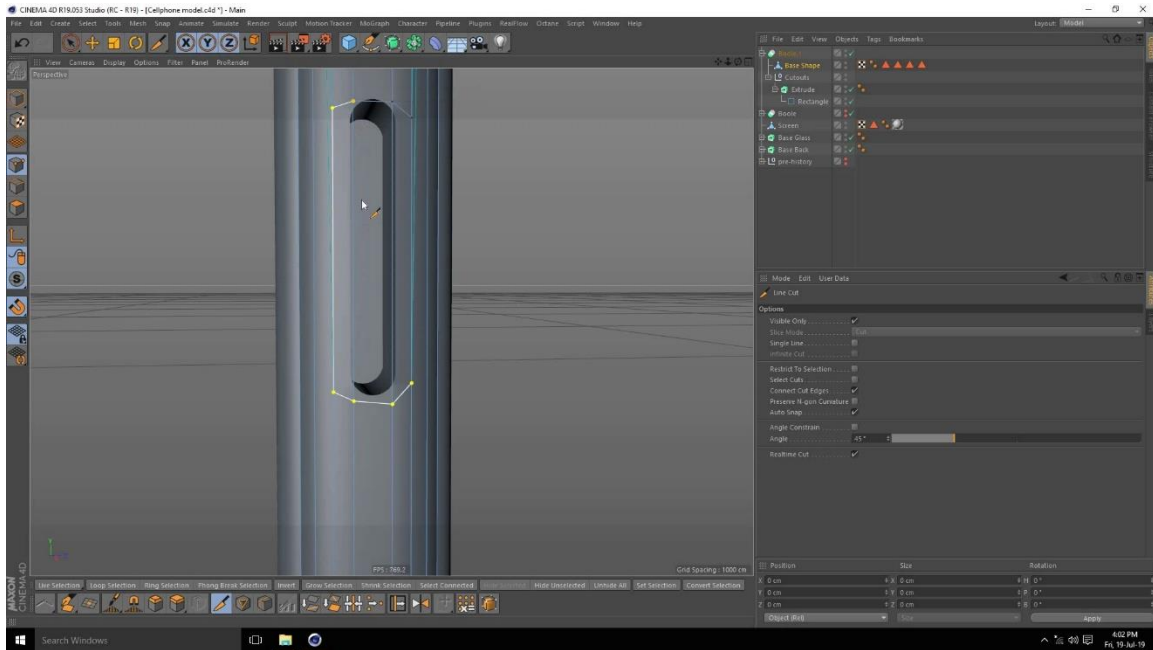 CINEMA 4D R19.053 Studio (RC - R19) - [Cellphone model.c4d *] - Main
File Edit Create Select Tools Mesh Snap Animate Simulate Render Sculpt Motion Tracker MoGraph Character Pipeline Plugins RealFlow Octane Script Window Help
Layout: Model
View Cameras Display Options Filter Panel ProRender
Perspective
File Edit View Objects Tags Bookmarks
Base Shape
Cutouts
Extrude
Rectangle
Boole
Screen
Base Glass
Base Back
pre-history
Mode Edit User Data
Line Cut
Options
Visible Only
Slice Mode Cut
Single Line
Infinite Cut
Restrict To Selection
Select Cuts
Connect Cut Edges
Preserve N-gon Curvature
Auto Snap
Angle Constrain
Angle 45°
Realtime Cut
FPS : 769.2
Grid Spacing : 1000 cm
Live Selection Loop Selection Ring Selection Phong Break Selection Invert Grow Selection Shrink Selection Select Connected Hide Unselected Unhide All Set Selection Convert Selection
Position Size Rotation
X 0 cm X 0 cm H 0°
Y 0 cm Y 0 cm P 0°
Z 0 cm Z 0 cm B 0°
Object (Rel) Size Apply
MAXON CINEMA 4D
Search Windows
4:02 PM
Fri, 19-Jul-19